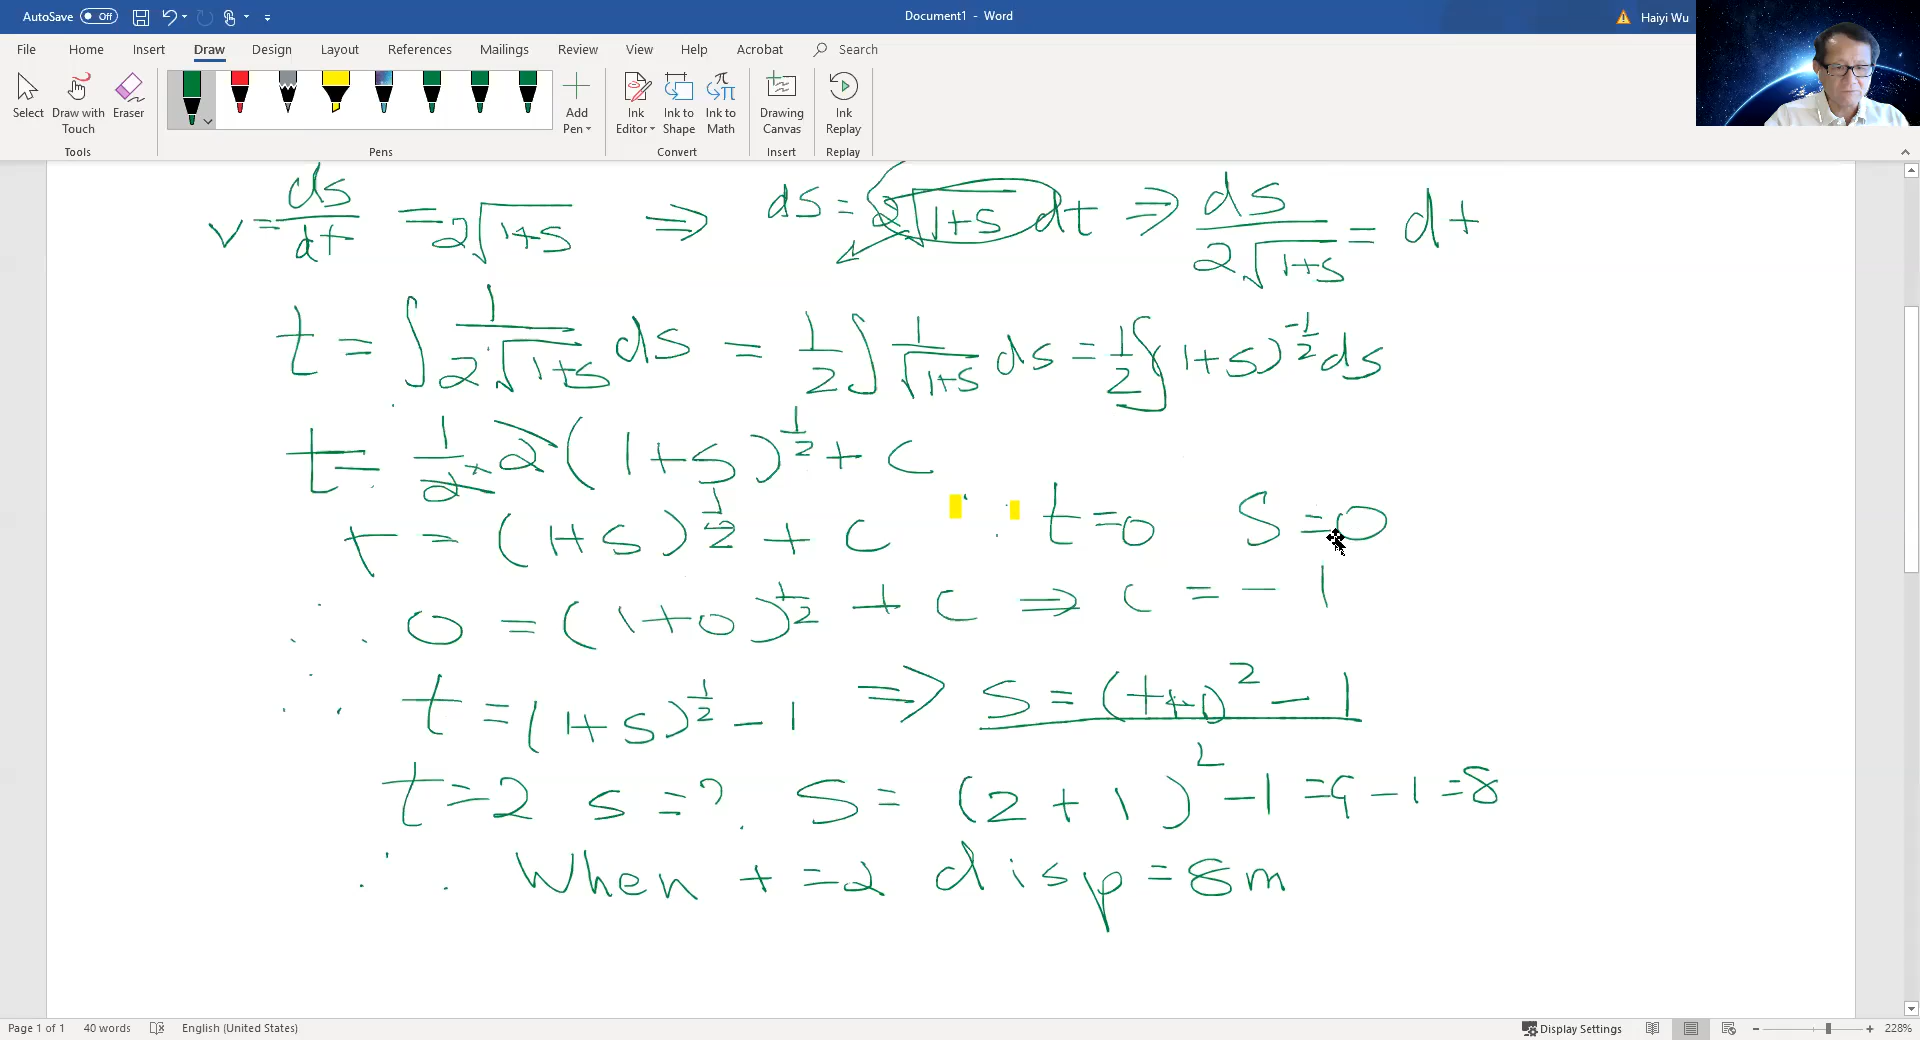 AutoSave Off Document1 - Word Haiyi Wu
File Home Insert Draw Design Layout References Mailings Review View Help Acrobat Search
Select Draw with Touch Eraser Add Pen Ink Editor Ink to Shape Ink to Math Drawing Canvas Ink Replay
Tools Pens Convert Insert Replay
v = ds/dt = 2√(1+s) ⇒ ds = 2√(1+s) dt ⇒ ds/(2√(1+s)) = dt
t = ∫ 1/(2√(1+s)) ds = 1/2 ∫ 1/√(1+s) ds = 1/2 ∫(1+s)^(-1/2) ds
t = 1/2 × 2(1+s)^(1/2) + c
t = (1+s)^(1/2) + c ∵ t=0 S=0
∴ 0 = (1+0)^(1/2) + c ⇒ c = -1
∴ t = (1+s)^(1/2) - 1 ⇒ S = (t+1)^2 - 1
t=2 s=? S = (2+1)^2 - 1 = 9 - 1 = 8
∴ When t=2 disp = 8m
Page 1 of 1 40 words English (United States) Display Settings 228%